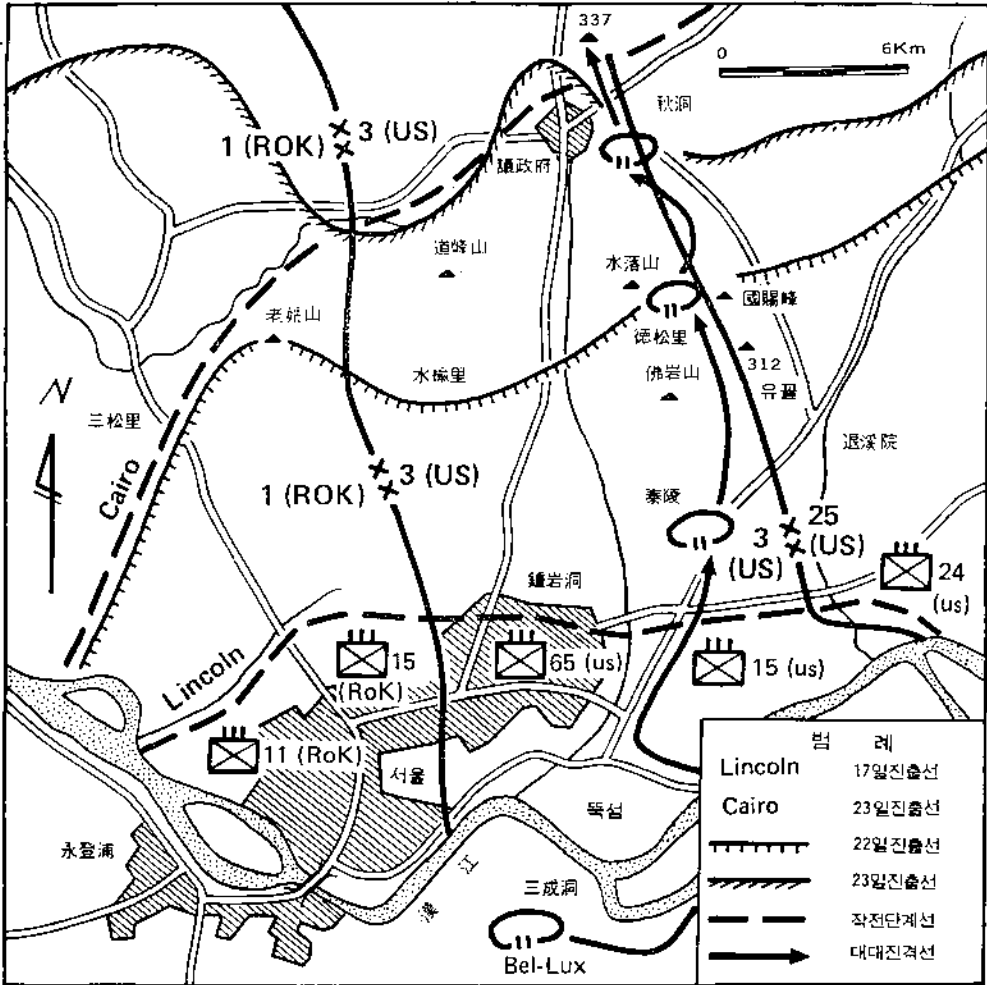 337
0 6Km
秋洞
1 (ROK) 3 (US)
議政府
道峰山
水落山
國賜峰
老姑山
德松里
312
水磜里
佛岩山
유평
三松里
退溪院
N
Cairo
1 (ROK) 3 (US)
泰陵
25 (US)
3 (US)
24 (us)
Lincoln
15 (RoK)
65 (us)
15 (us)
11 (RoK)
서울
뚝섬
永登浦
漢江
三成洞
Bel-Lux
범 례
Lincoln 17일진출선
Cairo 23일진출선
22일진출선
23일진출선
작전단계선
대대진격선